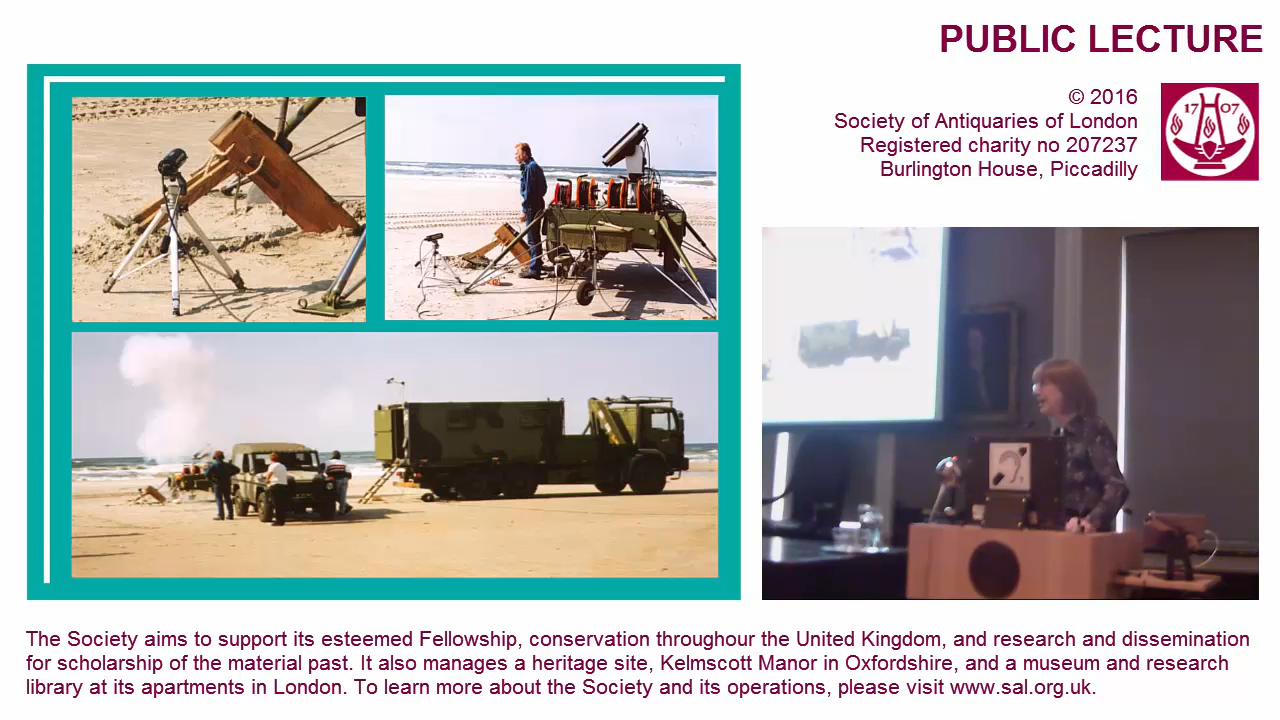 PUBLIC LECTURE
© 2016
Society of Antiquaries of London
Registered charity no 207237
Burlington House, Piccadilly
17 07
The Society aims to support its esteemed Fellowship, conservation throughour the United Kingdom, and research and dissemination
for scholarship of the material past. It also manages a heritage site, Kelmscott Manor in Oxfordshire, and a museum and research
library at its apartments in London. To learn more about the Society and its operations, please visit www.sal.org.uk.